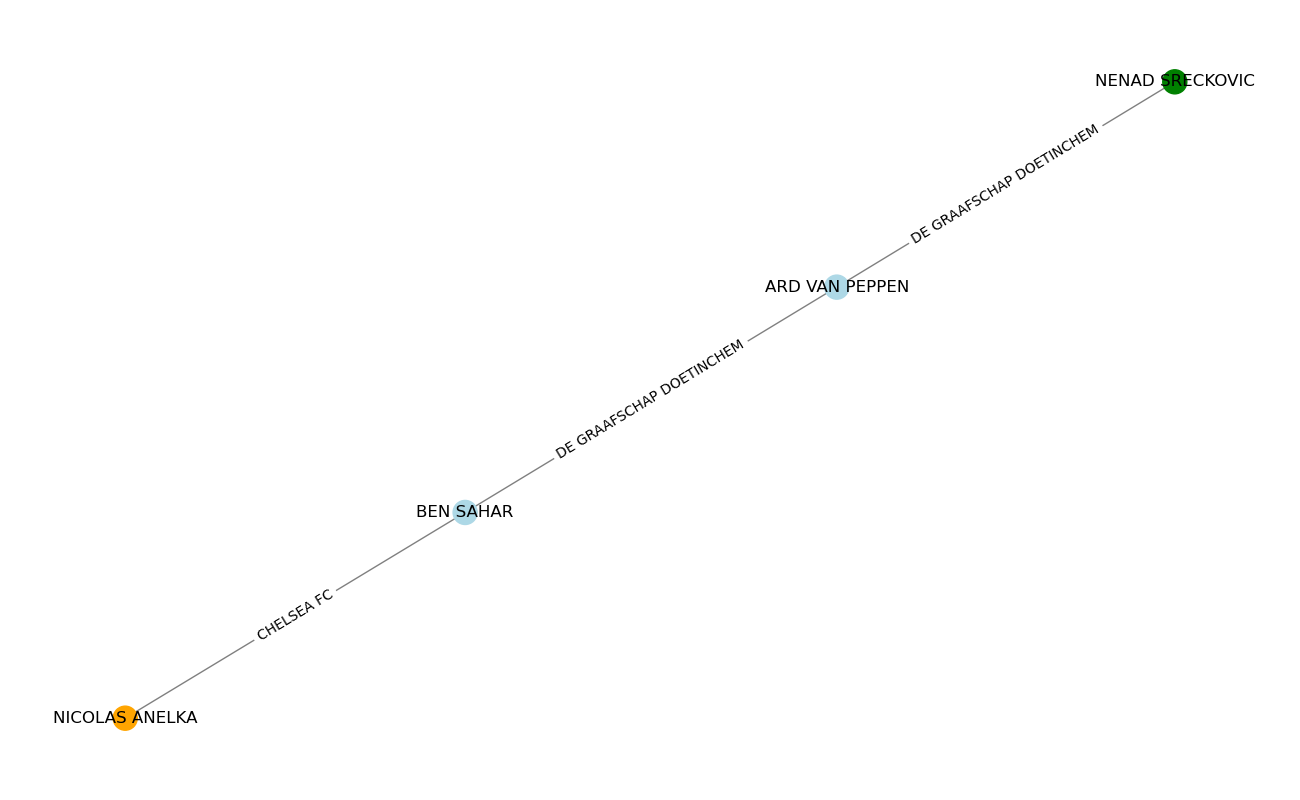 NENAD SRECKOVIC
DE GRAAFSCHAP DOETINCHEM
ARD VAN PEPPEN
DE GRAAFSCHAP DOETINCHEM
BEN SAHAR
CHELSEA FC
NICOLAS ANELKA